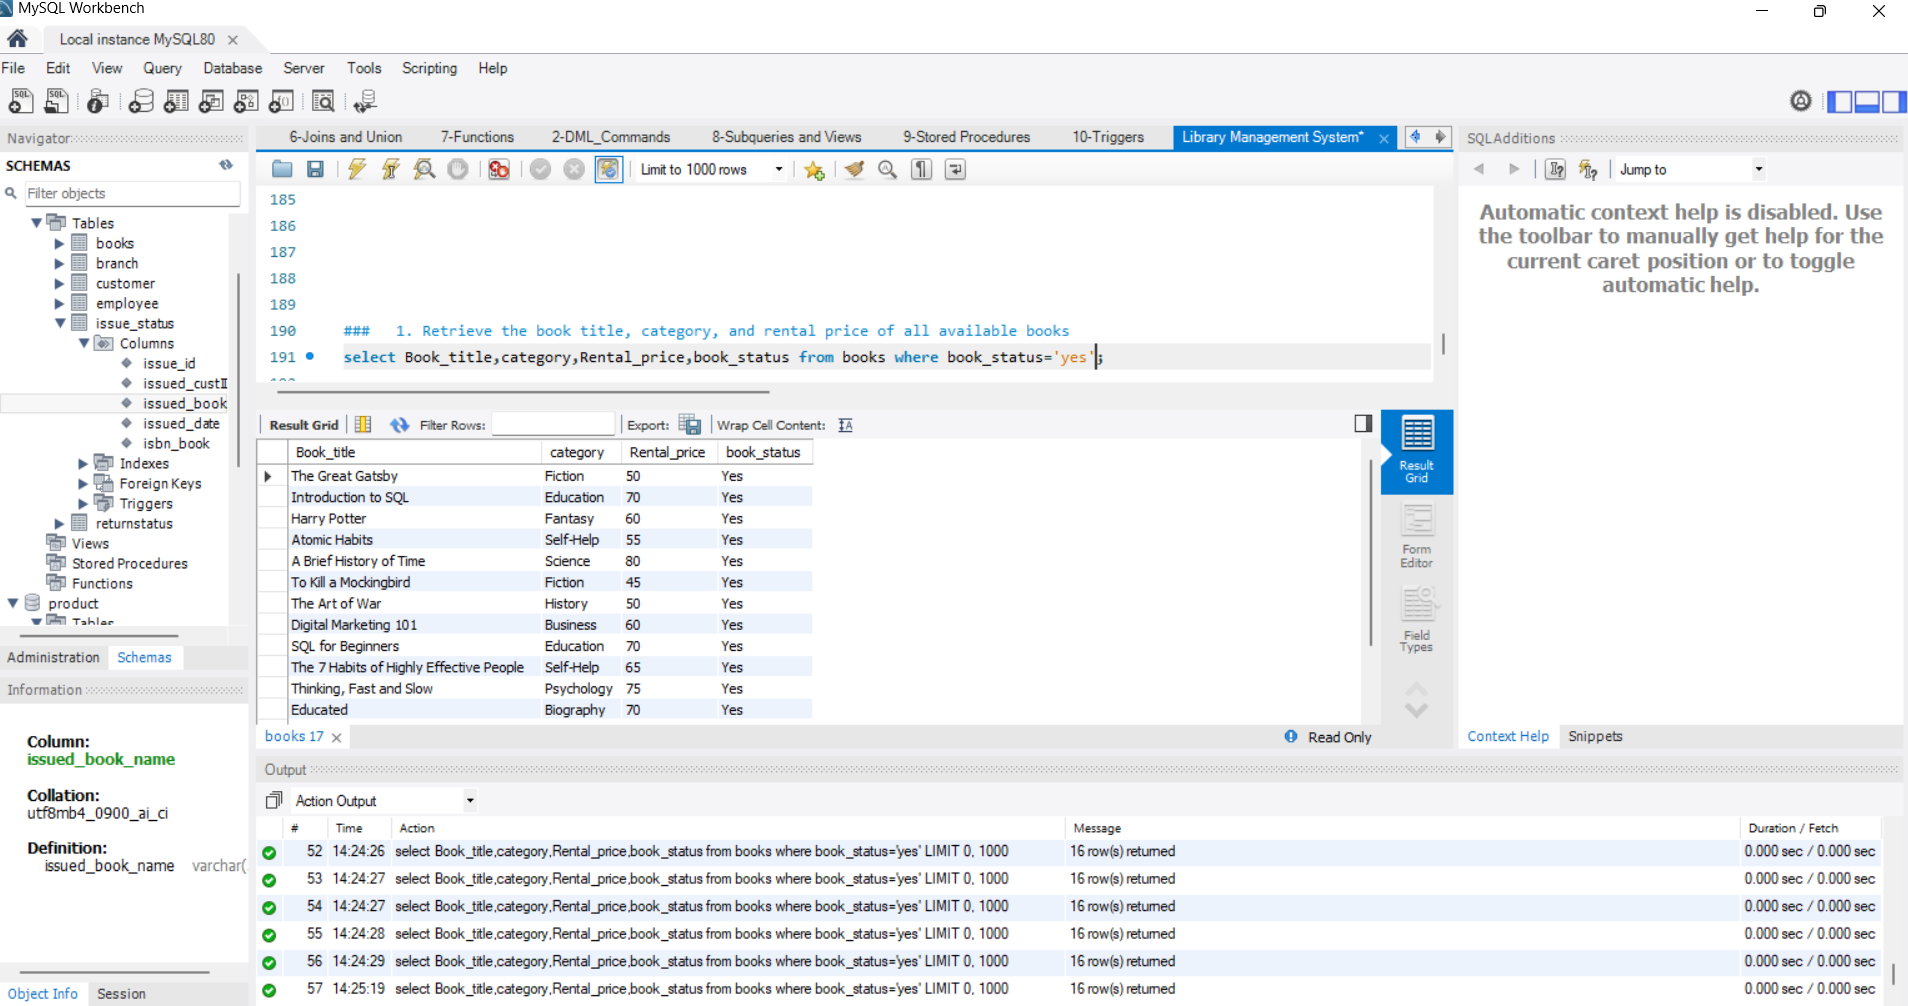 MySQL Workbench
Local instance MySQL80
File Edit View Query Database Server Tools Scripting Help
Navigator
SCHEMAS
Filter objects
Tables
books
branch
customer
employee
issue_status
Columns
issue_id
issued_custI
issued_book
issued_date
isbn_book
Indexes
Foreign Keys
Triggers
returnstatus
Views
Stored Procedures
Functions
product
Tables
Administration Schemas
Information
Column:
issued_book_name
Collation:
utf8mb4_0900_ai_ci
Definition:
issued_book_name varchar(
Object Info Session
6-Joins and Union 7-Functions 2-DML_Commands 8-Subqueries and Views 9-Stored Procedures 10-Triggers Library Management System*
Limit to 1000 rows
185
186
187
188
189
190 ### 1. Retrieve the book title, category, and rental price of all available books
191 select Book_title,category,Rental_price,book_status from books where book_status='yes';
Result Grid Filter Rows: Export: Wrap Cell Content:
Book_title category Rental_price book_status
The Great Gatsby Fiction 50 Yes
Introduction to SQL Education 70 Yes
Harry Potter Fantasy 60 Yes
Atomic Habits Self-Help 55 Yes
A Brief History of Time Science 80 Yes
To Kill a Mockingbird Fiction 45 Yes
The Art of War History 50 Yes
Digital Marketing 101 Business 60 Yes
SQL for Beginners Education 70 Yes
The 7 Habits of Highly Effective People Self-Help 65 Yes
Thinking, Fast and Slow Psychology 75 Yes
Educated Biography 70 Yes
Result
Grid
Form
Editor
Field
Types
books 17 Read Only
Output
Action Output
# Time Action Message Duration / Fetch
52 14:24:26 select Book_title,category,Rental_price,book_status from books where book_status='yes' LIMIT 0, 1000 16 row(s) returned 0.000 sec / 0.000 sec
53 14:24:27 select Book_title,category,Rental_price,book_status from books where book_status='yes' LIMIT 0, 1000 16 row(s) returned 0.000 sec / 0.000 sec
54 14:24:27 select Book_title,category,Rental_price,book_status from books where book_status='yes' LIMIT 0, 1000 16 row(s) returned 0.000 sec / 0.000 sec
55 14:24:28 select Book_title,category,Rental_price,book_status from books where book_status='yes' LIMIT 0, 1000 16 row(s) returned 0.000 sec / 0.000 sec
56 14:24:29 select Book_title,category,Rental_price,book_status from books where book_status='yes' LIMIT 0, 1000 16 row(s) returned 0.000 sec / 0.000 sec
57 14:25:19 select Book_title,category,Rental_price,book_status from books where book_status='yes' LIMIT 0, 1000 16 row(s) returned 0.000 sec / 0.000 sec
SQLAdditions
Jump to
Automatic context help is disabled. Use
the toolbar to manually get help for the
current caret position or to toggle
automatic help.
Context Help Snippets